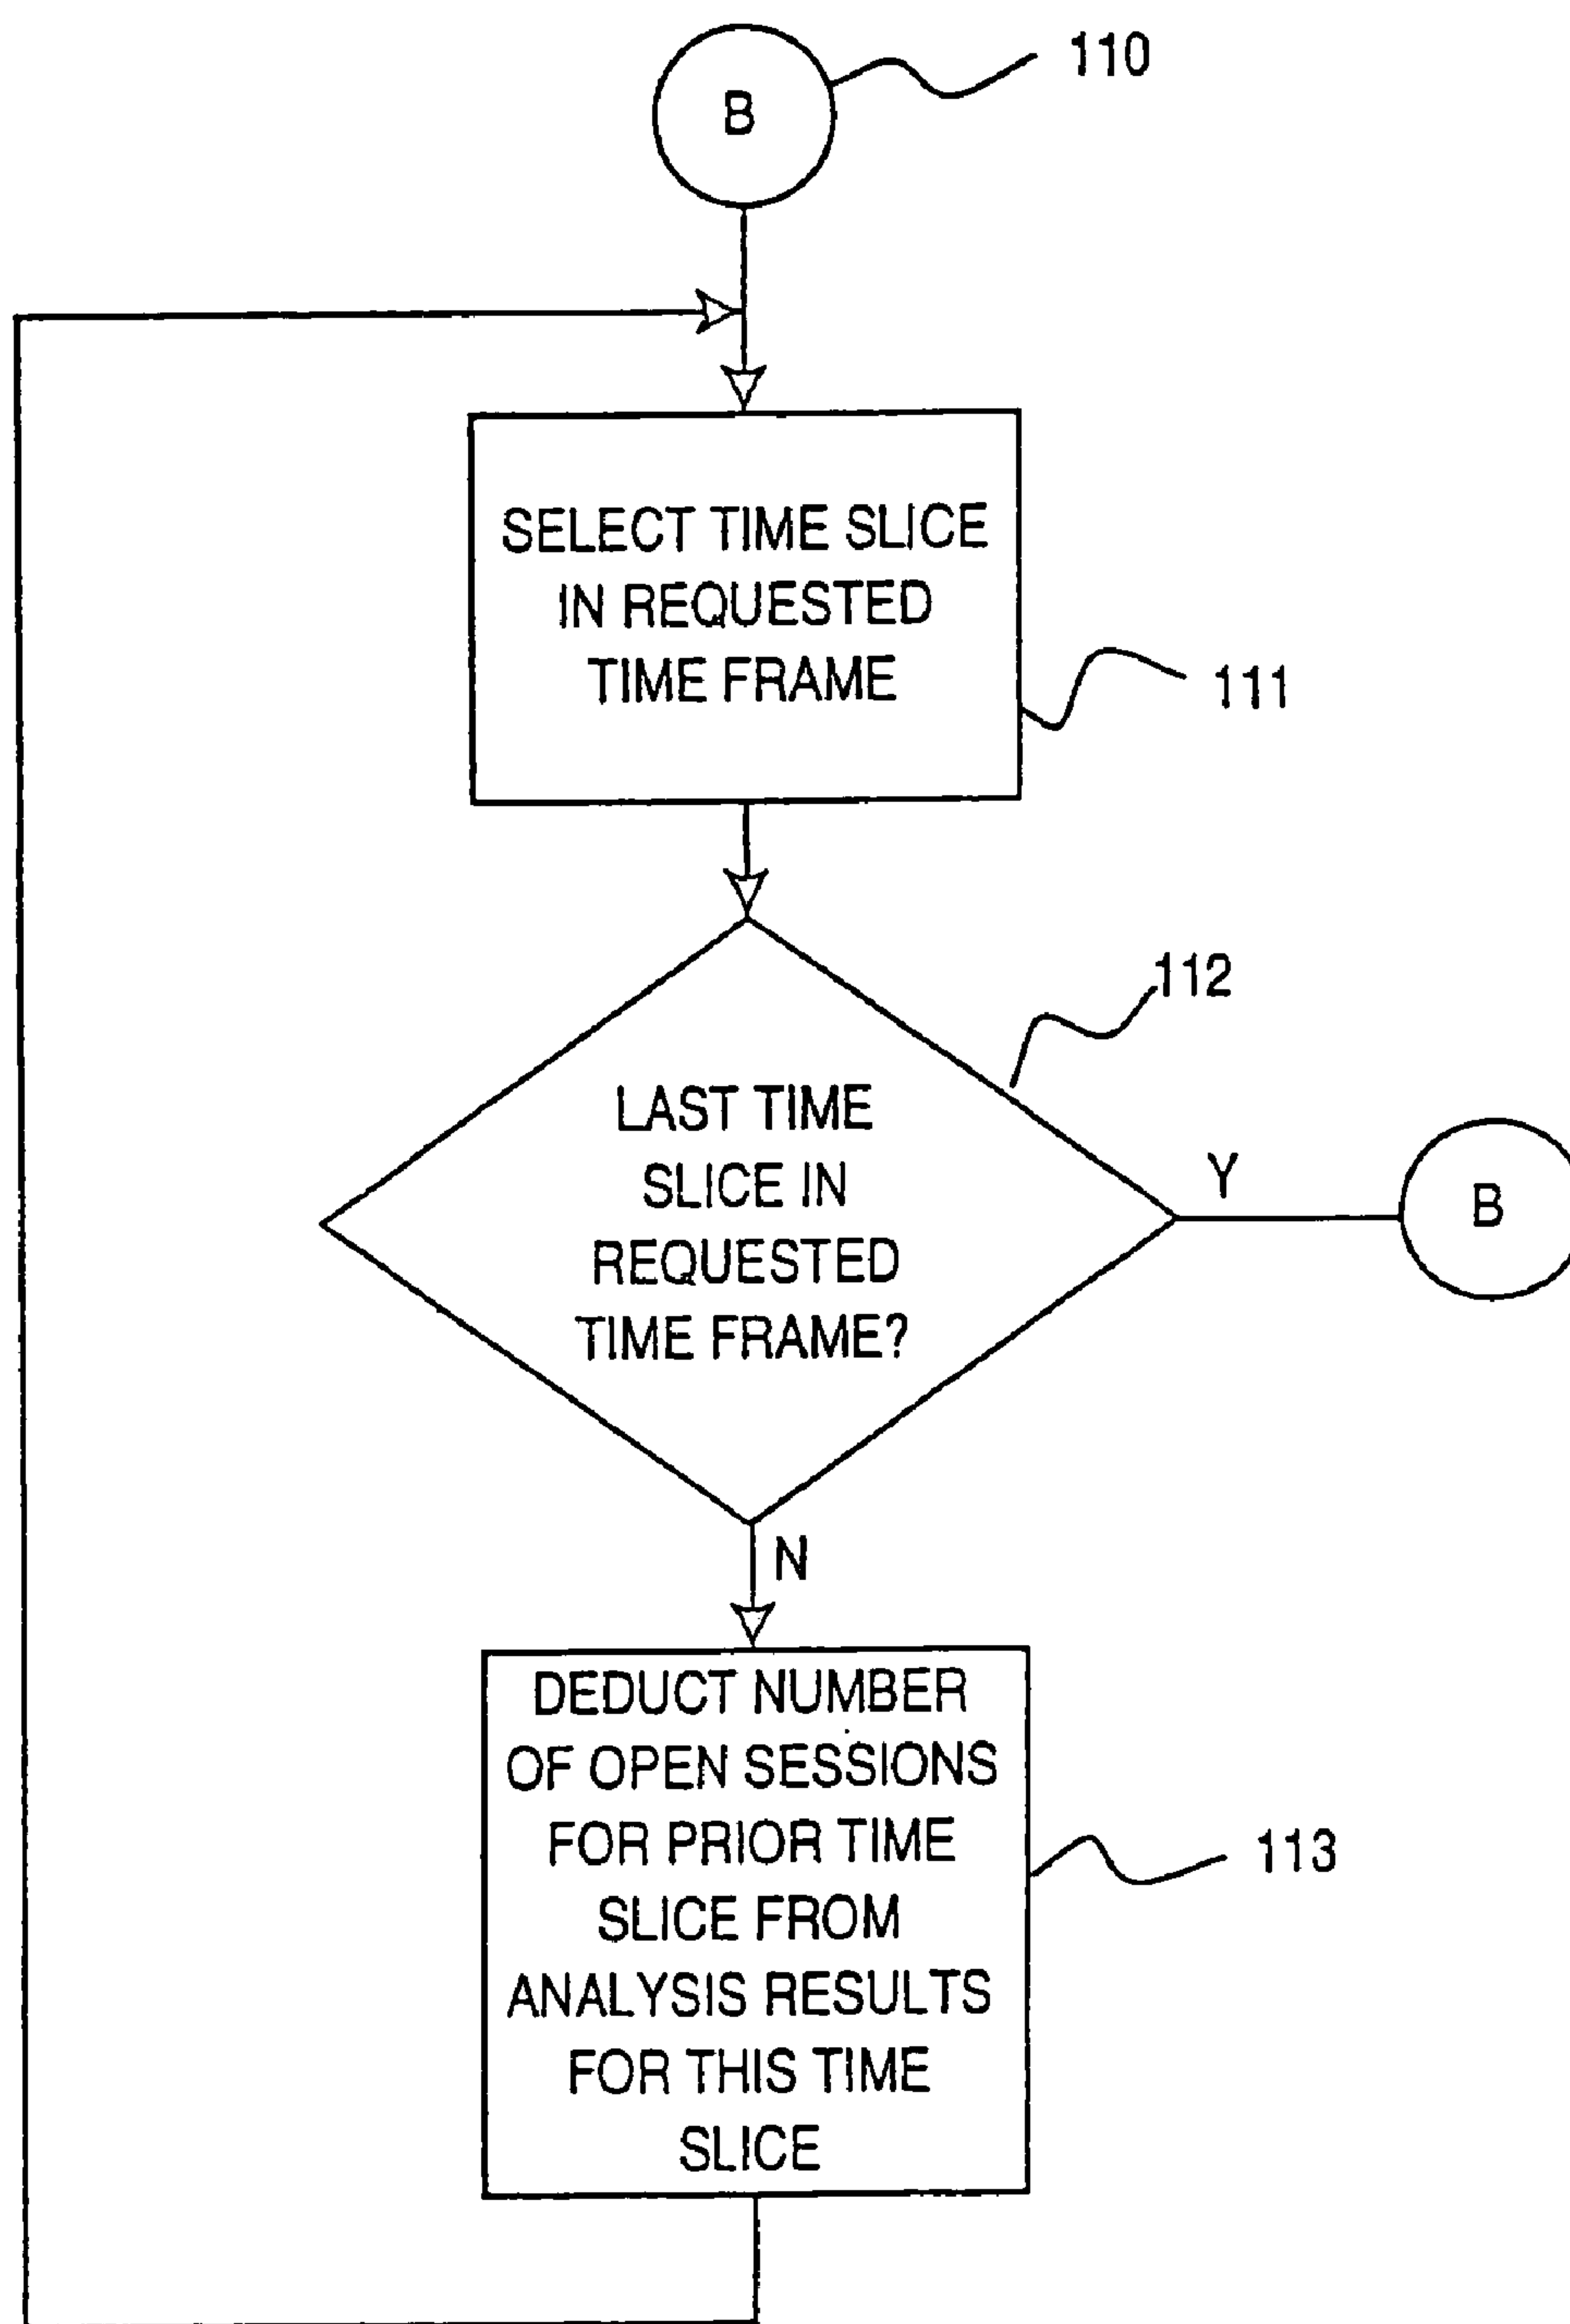 B
110
SELECT TIME SLICE
IN REQUESTED
TIME FRAME
111
112
LAST TIME
SLICE IN
REQUESTED
TIME FRAME?
Y
B
N
DEDUCT NUMBER
OF OPEN SESSIONS
FOR PRIOR TIME
SLICE FROM
ANALYSIS RESULTS
FOR THIS TIME
SLICE
113